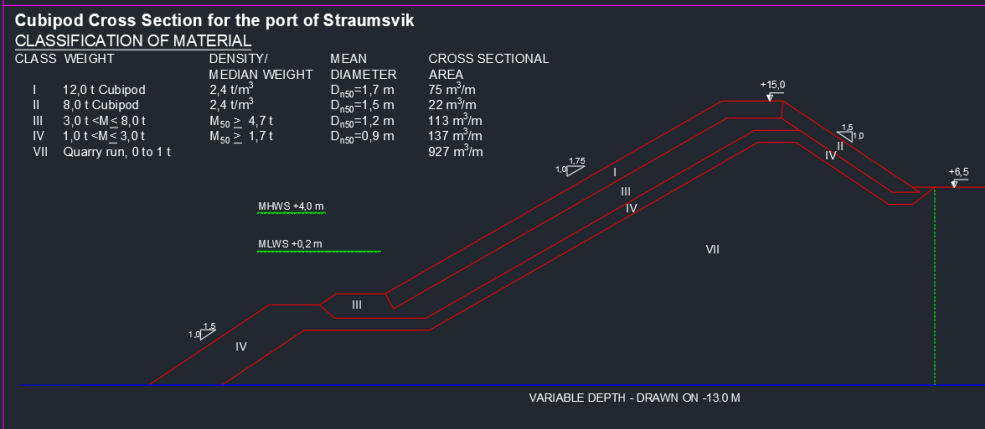 Cubipod Cross Section for the port of Straumsvik
CLASSIFICATION OF MATERIAL
CLASS WEIGHT DENSITY/ MEDIAN WEIGHT MEAN DIAMETER CROSS SECTIONAL AREA
I 12,0 t Cubipod 2,4 t/m³ Dn50=1,7 m 75 m³/m
II 8,0 t Cubipod 2,4 t/m³ Dn50=1,5 m 22 m³/m
III 3,0 t <M≤ 8,0 t M50 ≥ 4,7 t Dn50=1,2 m 113 m³/m
IV 1,0 t <M≤ 3,0 t M50 ≥ 1,7 t Dn50=0,9 m 137 m³/m
VII Quarry run, 0 to 1 t 927 m³/m
+15,0
1,5
1,0
II
IV
1,75
1,0
I
+6,5
III
IV
MHWS +4,0 m
MLWS +0,2 m
VII
III
1,5
1,0
IV
VARIABLE DEPTH - DRAWN ON -13.0 M